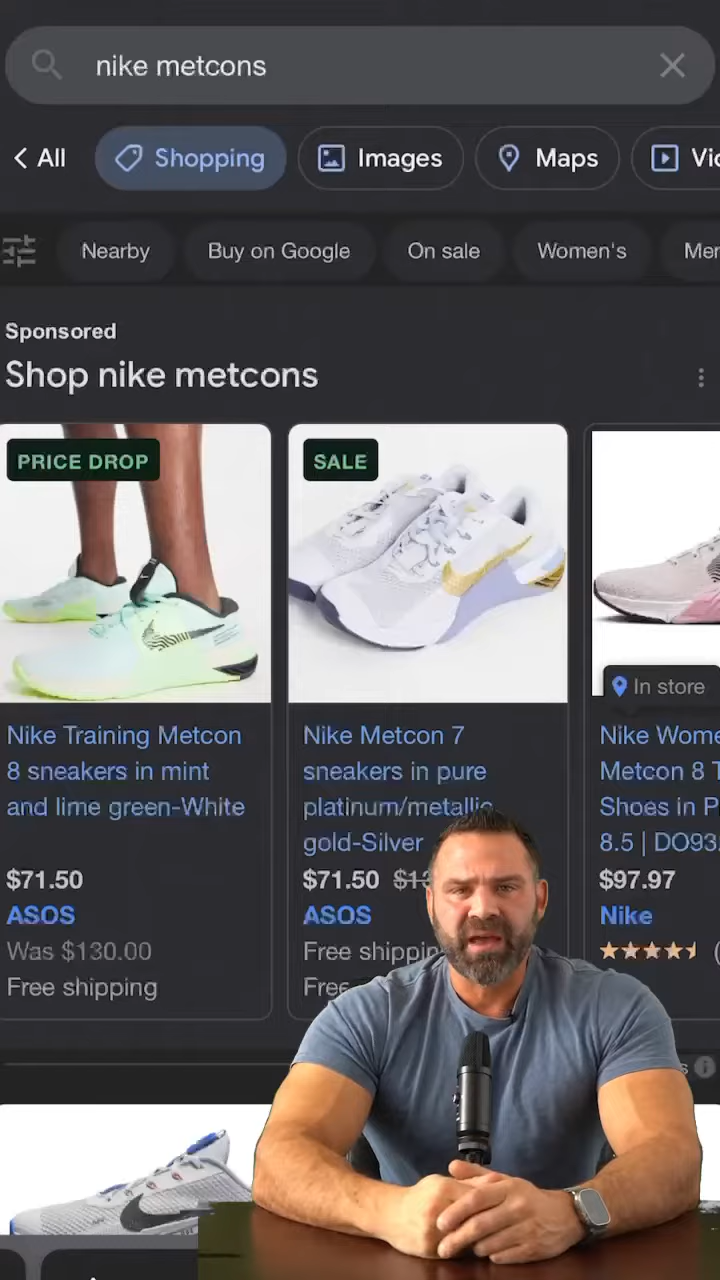 nike metcons
All
Shopping
Images
Maps
Sponsored
Nearby
Buy on Google
On sale
Women's
Shop nike metcons
PRICE DROP
SALE
In store
Nike Training Metcon
8 sneakers in mint
and lime green-White
$71.50
ASOS
Was $130.00
Free shipping
Nike Metcon 7
sneakers in pure
platinum/metallic
gold-Silver
$71.50
ASOS
Free
Nike
Metcon 8
Shoes in
8.5 | DO93
$97.97
Nike